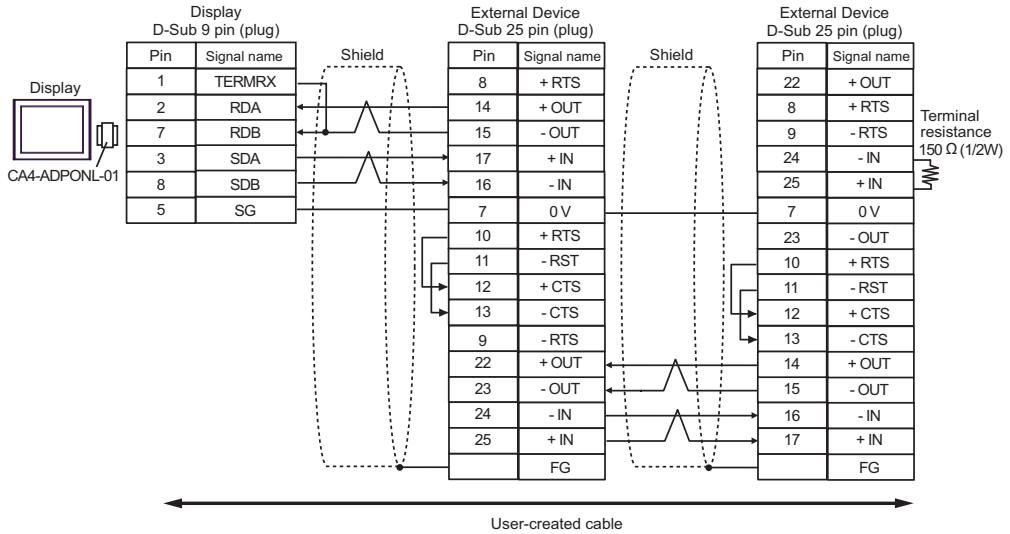 Display
D-Sub 9 pin (plug)
External Device
D-Sub 25 pin (plug)
External Device
D-Sub 25 pin (plug)
Display
CA4-ADPONL-01
Pin Signal name
1 TERMRX
2 RDA
7 RDB
3 SDA
8 SDB
5 SG
Shield
Pin Signal name
8 + RTS
14 + OUT
15 - OUT
17 + IN
16 - IN
7 0 V
10 + RTS
11 - RST
12 + CTS
13 - CTS
9 - RTS
22 + OUT
23 - OUT
24 - IN
25 + IN
FG
Shield
Pin Signal name
22 + OUT
8 + RTS
9 - RTS
24 - IN
25 + IN
7 0 V
23 - OUT
10 + RTS
11 - RST
12 + CTS
13 - CTS
14 + OUT
15 - OUT
16 - IN
17 + IN
FG
Terminal
resistance
150 Ω (1/2W)
User-created cable